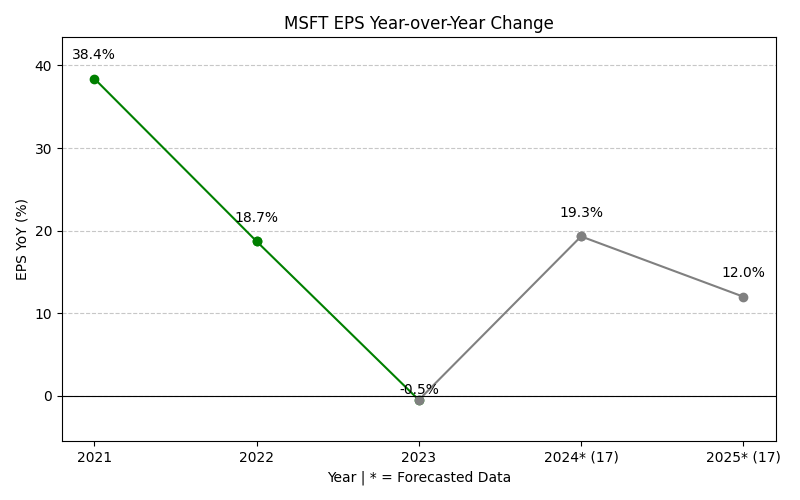 MSFT EPS Year-over-Year Change
38.4%
18.7%
-0.5%
19.3%
12.0%
EPS YoY (%)
40
30
20
10
0
2021 2022 2023 2024* (17) 2025* (17)
Year | * = Forecasted Data